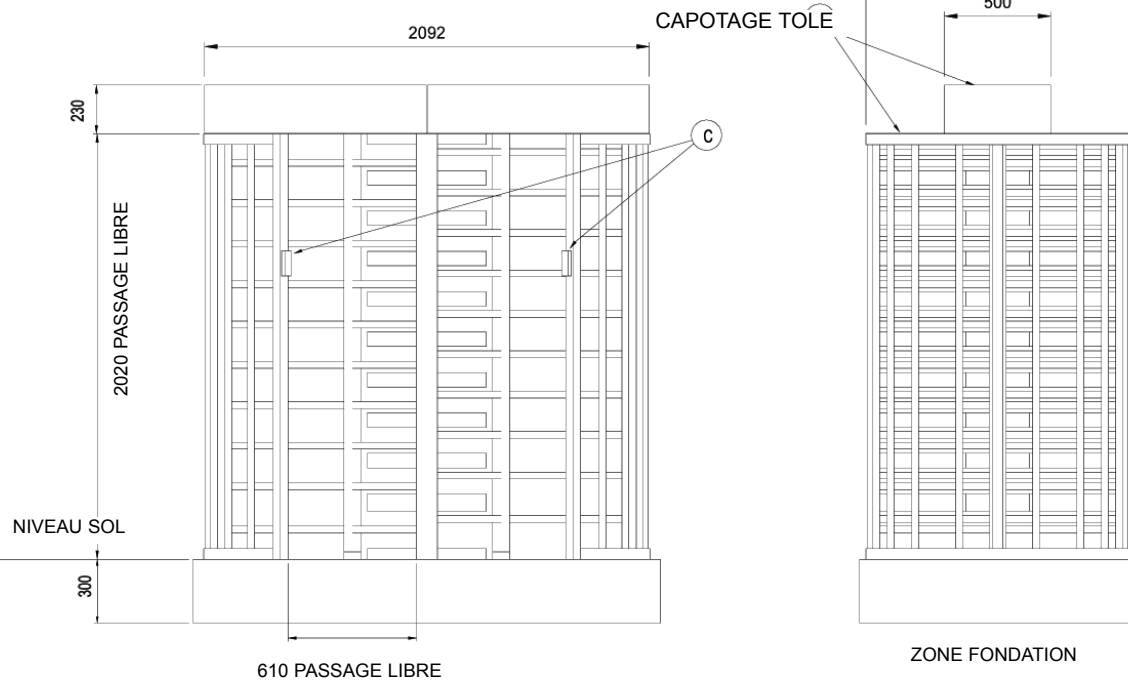 500
CAPOTAGE TOLE
2092
230
C
2020 PASSAGE LIBRE
NIVEAU SOL
300
610 PASSAGE LIBRE
ZONE FONDATION